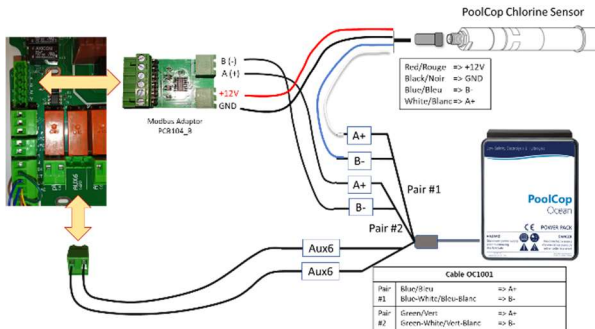 PoolCop Chlorine Sensor
B (-)
A (+)
+12V
GND
Modbus Adaptor
PCB104_B
Red/Rouge => +12V
Black/Noir => GND
Blue/Bleu => B-
White/Blanc => A+
A+
B-
A+
B-
Pair #1
Pair #2
PoolCop
Ocean
POWER PACK
AUX6
Aux6
Aux6
Cable OC1001
Pair #1 Blue/Bleu => A+
Blue-White/Bleu-Blanc => B-
Pair #2 Green/Vert => A+
Green-White/Vert-Blanc => B-